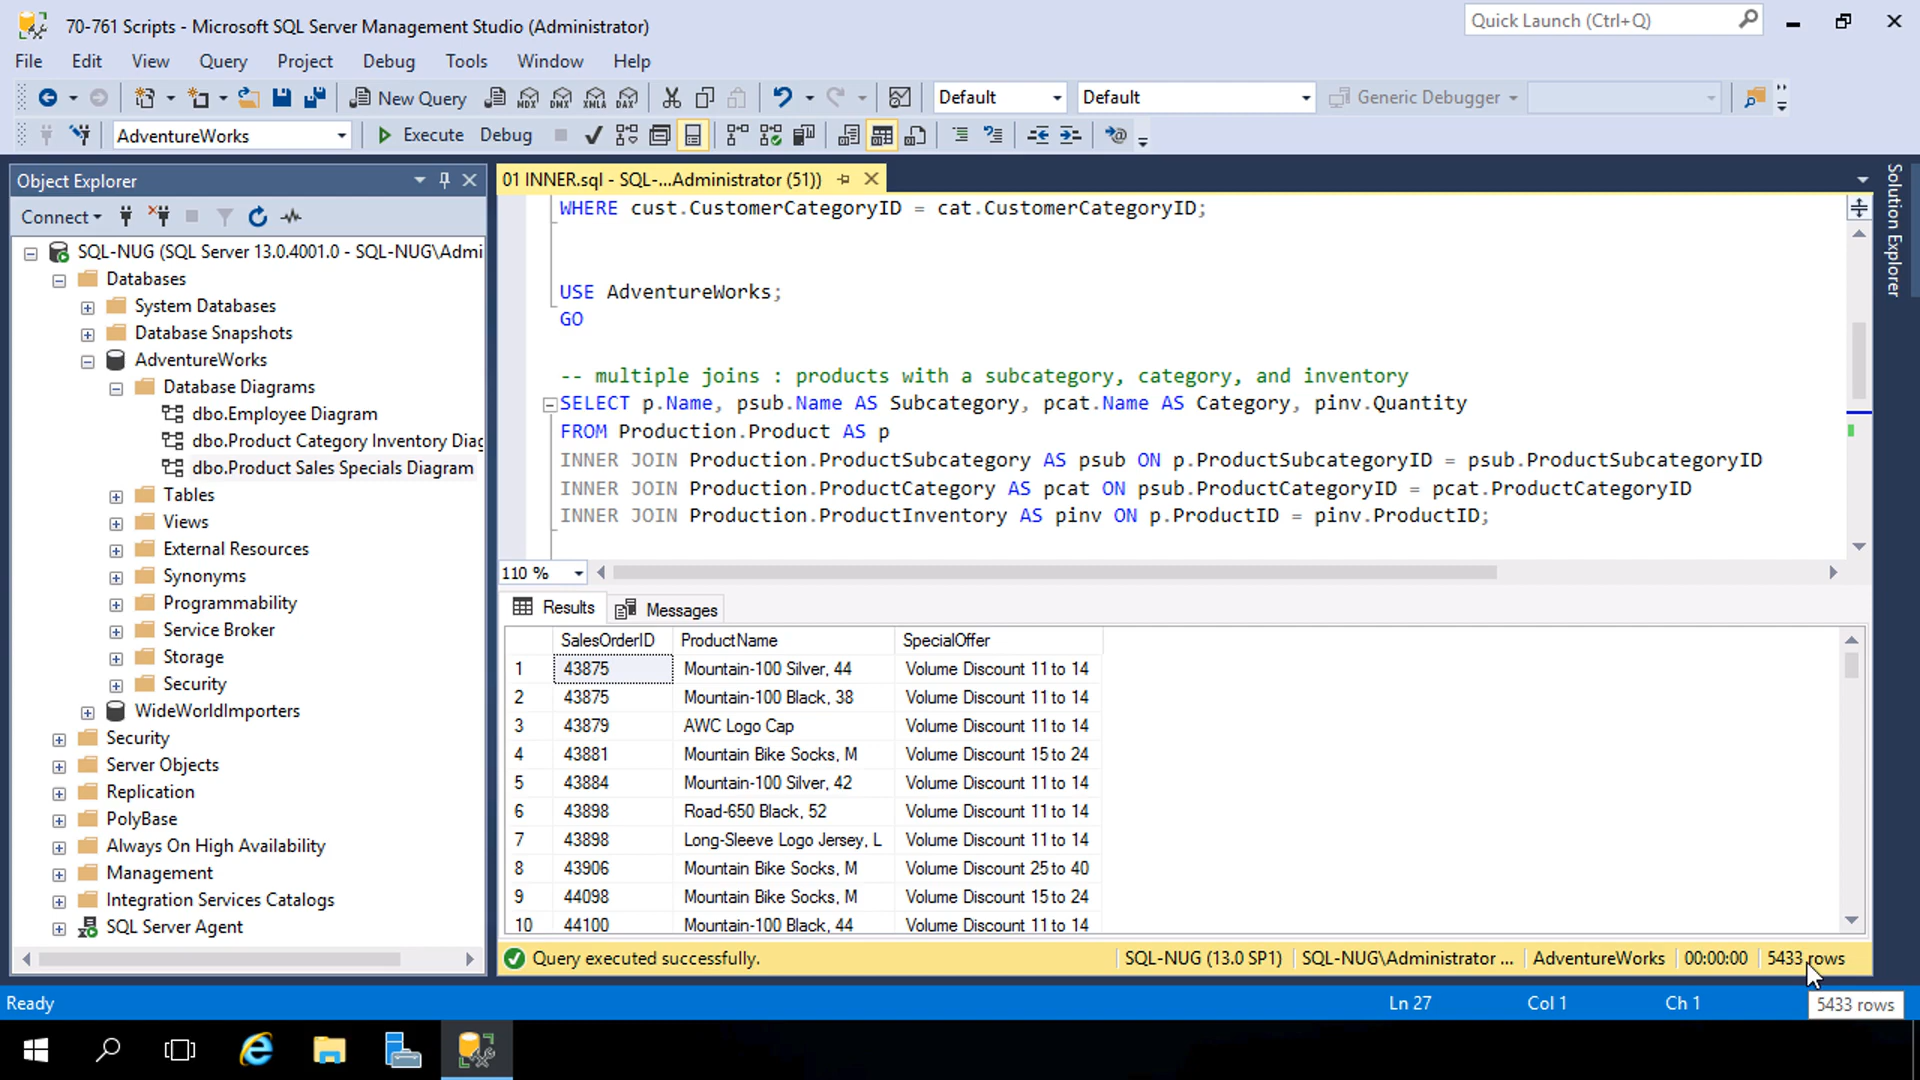 70-761 Scripts - Microsoft SQL Server Management Studio (Administrator)
Quick Launch (Ctrl+Q)
File Edit View Query Project Debug Tools Window Help
New Query MDX DMX XMLA DAX Default Default Generic Debugger
AdventureWorks Execute Debug
Object Explorer
Connect
SQL-NUG (SQL Server 13.0.4001.0 - SQL-NUG\Admi
Databases
System Databases
Database Snapshots
AdventureWorks
Database Diagrams
dbo.Employee Diagram
dbo.Product Category Inventory Diag
dbo.Product Sales Specials Diagram
Tables
Views
External Resources
Synonyms
Programmability
Service Broker
Storage
Security
WideWorldImporters
Security
Server Objects
Replication
PolyBase
Always On High Availability
Management
Integration Services Catalogs
SQL Server Agent
01 INNER.sql - SQL-...Administrator (51))
WHERE cust.CustomerCategoryID = cat.CustomerCategoryID;
USE AdventureWorks;
GO
-- multiple joins : products with a subcategory, category, and inventory
SELECT p.Name, psub.Name AS Subcategory, pcat.Name AS Category, pinv.Quantity
FROM Production.Product AS p
INNER JOIN Production.ProductSubcategory AS psub ON p.ProductSubcategoryID = psub.ProductSubcategoryID
INNER JOIN Production.ProductCategory AS pcat ON psub.ProductCategoryID = pcat.ProductCategoryID
INNER JOIN Production.ProductInventory AS pinv ON p.ProductID = pinv.ProductID;
110 %
Results Messages
SalesOrderID ProductName SpecialOffer
1 43875 Mountain-100 Silver, 44 Volume Discount 11 to 14
2 43875 Mountain-100 Black, 38 Volume Discount 11 to 14
3 43879 AWC Logo Cap Volume Discount 11 to 14
4 43881 Mountain Bike Socks, M Volume Discount 15 to 24
5 43884 Mountain-100 Silver, 42 Volume Discount 11 to 14
6 43898 Road-650 Black, 52 Volume Discount 11 to 14
7 43898 Long-Sleeve Logo Jersey, L Volume Discount 11 to 14
8 43906 Mountain Bike Socks, M Volume Discount 25 to 40
9 44098 Mountain Bike Socks, M Volume Discount 15 to 24
10 44100 Mountain-100 Black, 44 Volume Discount 11 to 14
Query executed successfully. SQL-NUG (13.0 SP1) SQL-NUG\Administrator ... AdventureWorks 00:00:00 5433 rows
Solution Explorer
Ready Ln 27 Col 1 Ch 1
5433 rows